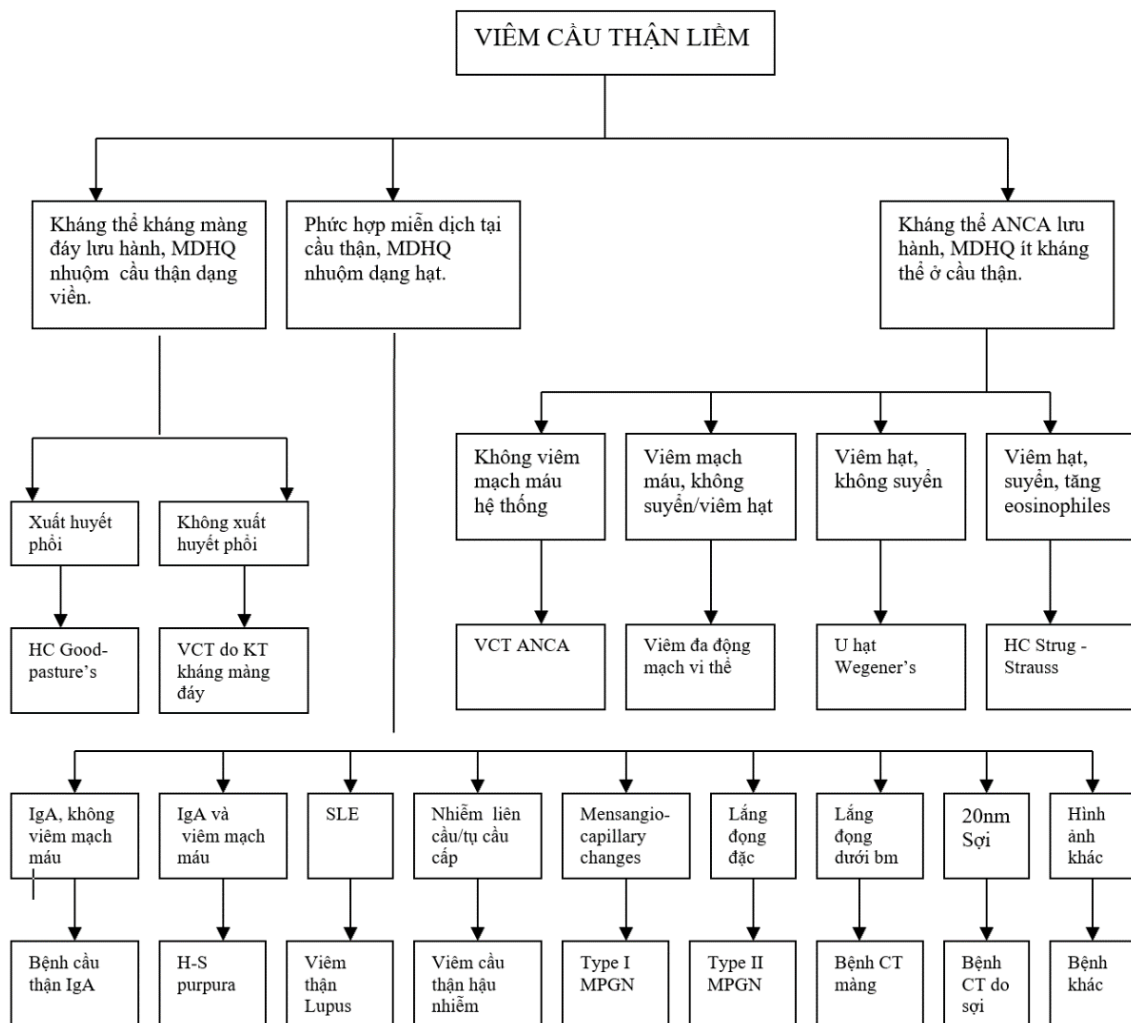 VIÊM CẦU THẬN LIỀM
Kháng thể kháng màng
đáy lưu hành, MDHQ
nhuộm cầu thận dạng
viền.
Phức hợp miễn dịch tại
cầu thận, MDHQ
nhuộm dạng hạt.
Kháng thể ANCA lưu
hành, MDHQ ít kháng
thể ở cầu thận.
Không viêm
mạch máu
hệ thống
Viêm mạch
máu, không
suyển/viêm hạt
Viêm hạt,
không suyển
Viêm hạt,
suyển, tăng
eosinophiles
Xuất huyết
phổi
Không xuất
huyết phổi
HC Good-
pasture's
VCT do KT
kháng màng
đáy
VCT ANCA
Viêm đa động
mạch vi thể
U hạt
Wegener's
HC Strug -
Strauss
IgA, không
viêm mạch
máu
IgA và
viêm mạch
máu
SLE
Nhiễm liên
cầu/tụ cầu
cấp
Mensangio-
capillary
changes
Lắng
đọng
đặc
Lắng
đọng
dưới bm
20nm
Sợi
Hình
ảnh
khác
Bệnh cầu
thận IgA
H-S
purpura
Viêm
thận
Lupus
Viêm cầu
thận hậu
nhiễm
Type I
MPGN
Type II
MPGN
Bệnh CT
màng
Bệnh
CT do
sợi
Bệnh
khác